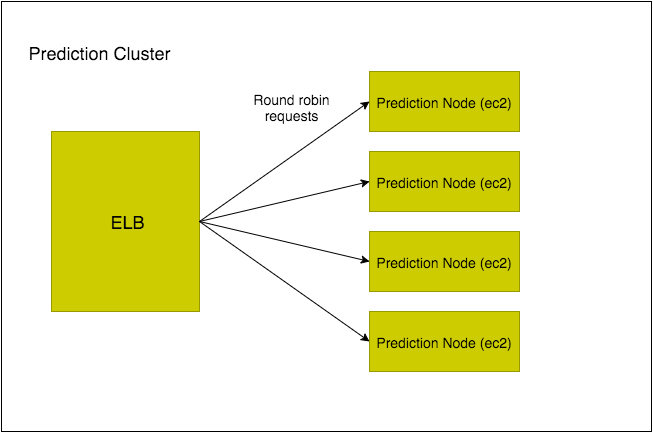 Prediction Cluster
Round robin
requests
ELB
Prediction Node (ec2)
Prediction Node (ec2)
Prediction Node (ec2)
Prediction Node (ec2)